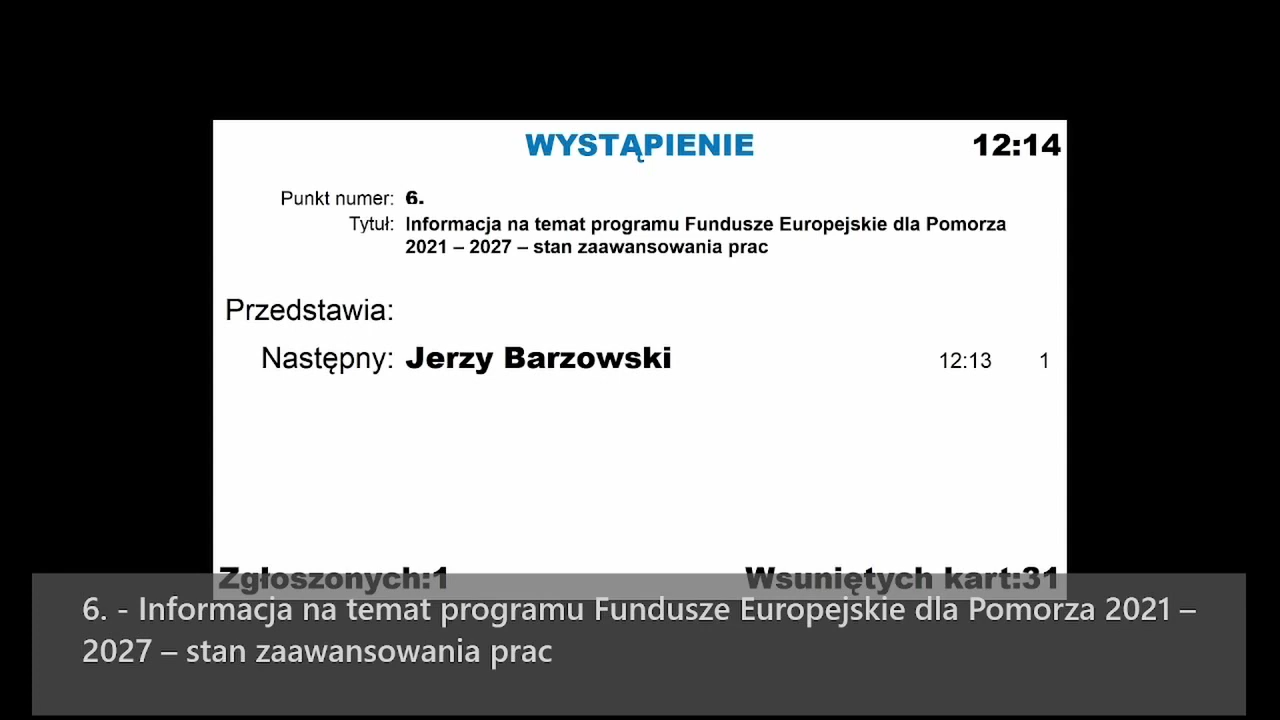 WYSTĄPIENIE 12:14
Punkt numer: 6.
Tytuł: Informacja na temat programu Fundusze Europejskie dla Pomorza
2021 – 2027 – stan zaawansowania prac
Przedstawia:
Następny: Jerzy Barzowski 12:13 1
Zgłoszonych:1 Wsuniętych kart:31
6. - Informacja na temat programu Fundusze Europejskie dla Pomorza 2021 –
2027 – stan zaawansowania prac